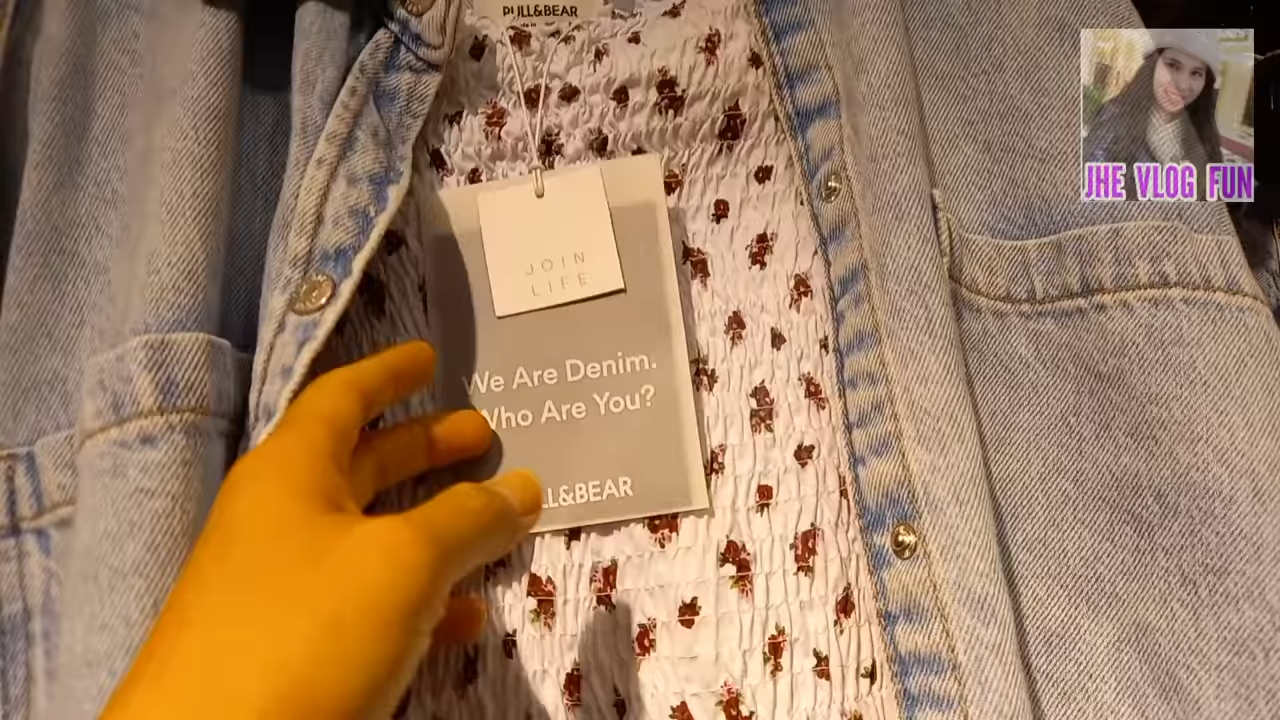 PULL&BEAR
JHE VLOG FUN
JOIN
LIFE
We Are Denim.
Who Are You?
LL&BEAR